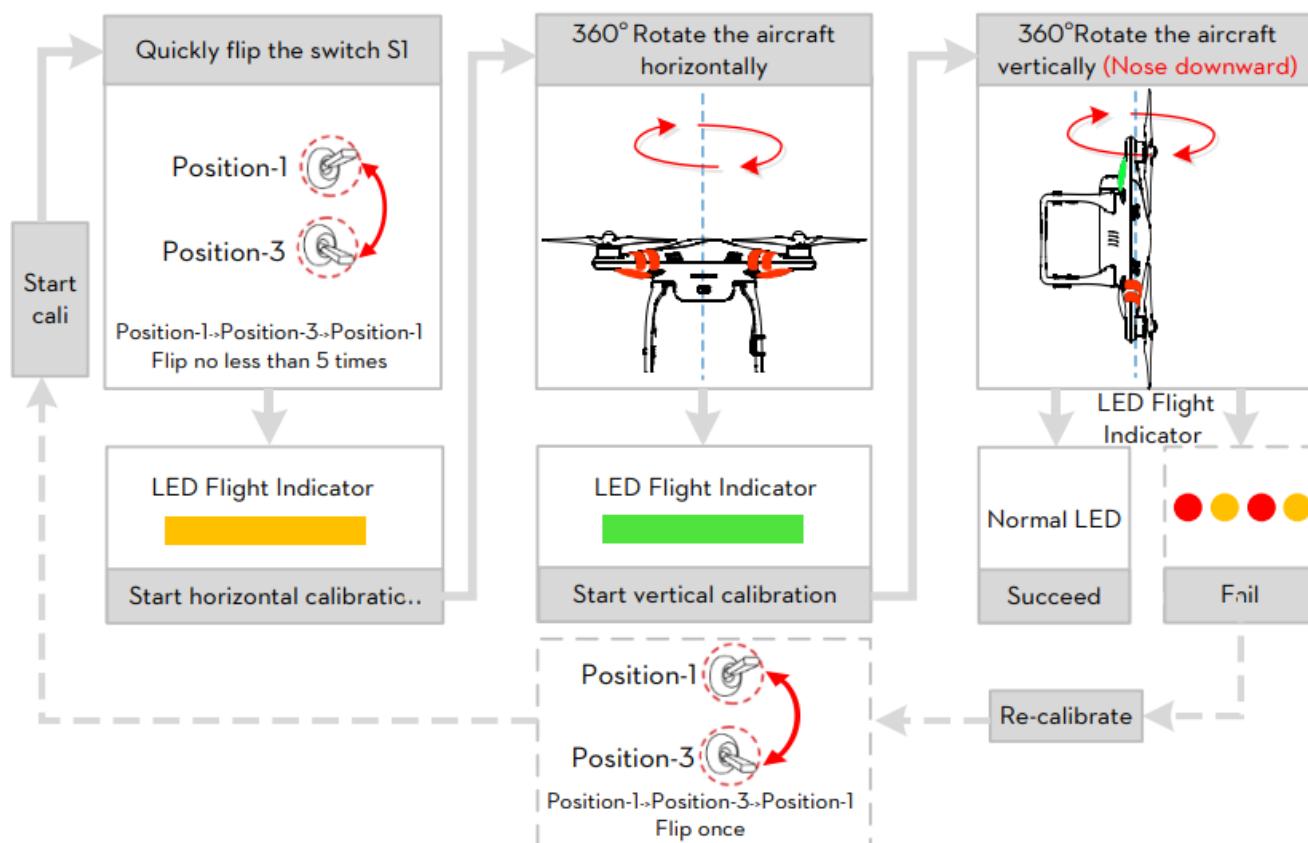 Quickly flip the switch S1
Position-1
Position-3
Position-1->Position-3->Position-1
Flip no less than 5 times
Start
cali
LED Flight Indicator
Start horizontal calibratic..
360° Rotate the aircraft
horizontally
LED Flight Indicator
Start vertical calibration
360°Rotate the aircraft
vertically (Nose downward)
LED Flight
Indicator
Normal LED
Succeed
Fail
Re-calibrate
Position-1
Position-3
Position-1->Position-3->Position-1
Flip once